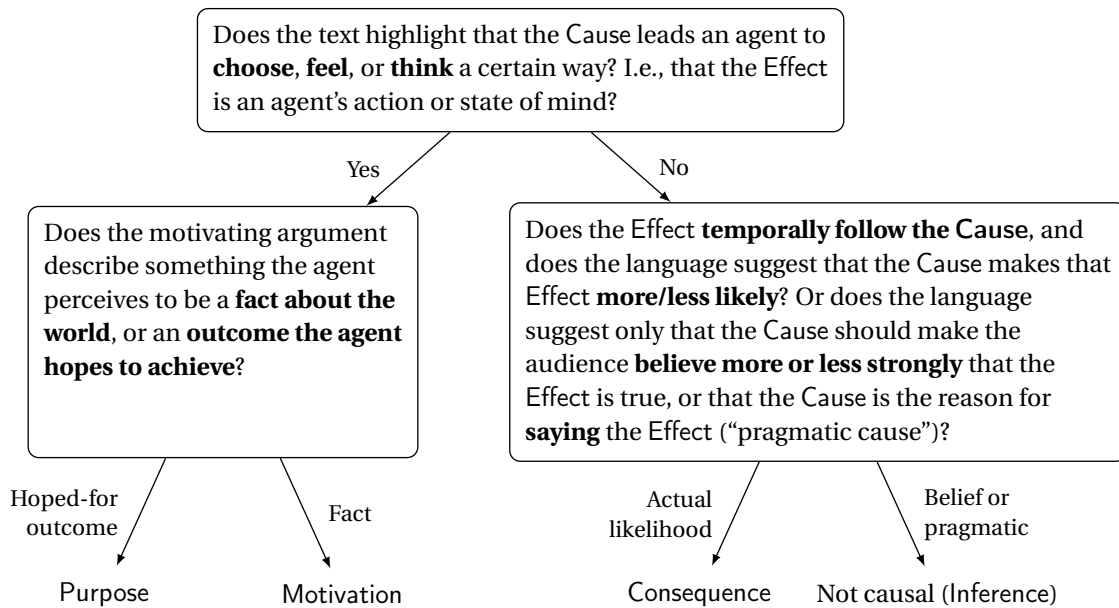 Does the text highlight that the Cause leads an agent to
choose, feel, or think a certain way? I.e., that the Effect
is an agent's action or state of mind?
Yes
No
Does the motivating argument
describe something the agent
perceives to be a fact about the
world, or an outcome the agent
hopes to achieve?
Does the Effect temporally follow the Cause, and
does the language suggest that the Cause makes that
Effect more/less likely? Or does the language
suggest only that the Cause should make the
audience believe more or less strongly that the
Effect is true, or that the Cause is the reason for
saying the Effect (“pragmatic cause”)?
Hoped-for
outcome
Fact
Actual
likelihood
Belief or
pragmatic
Purpose
Motivation
Consequence
Not causal (Inference)